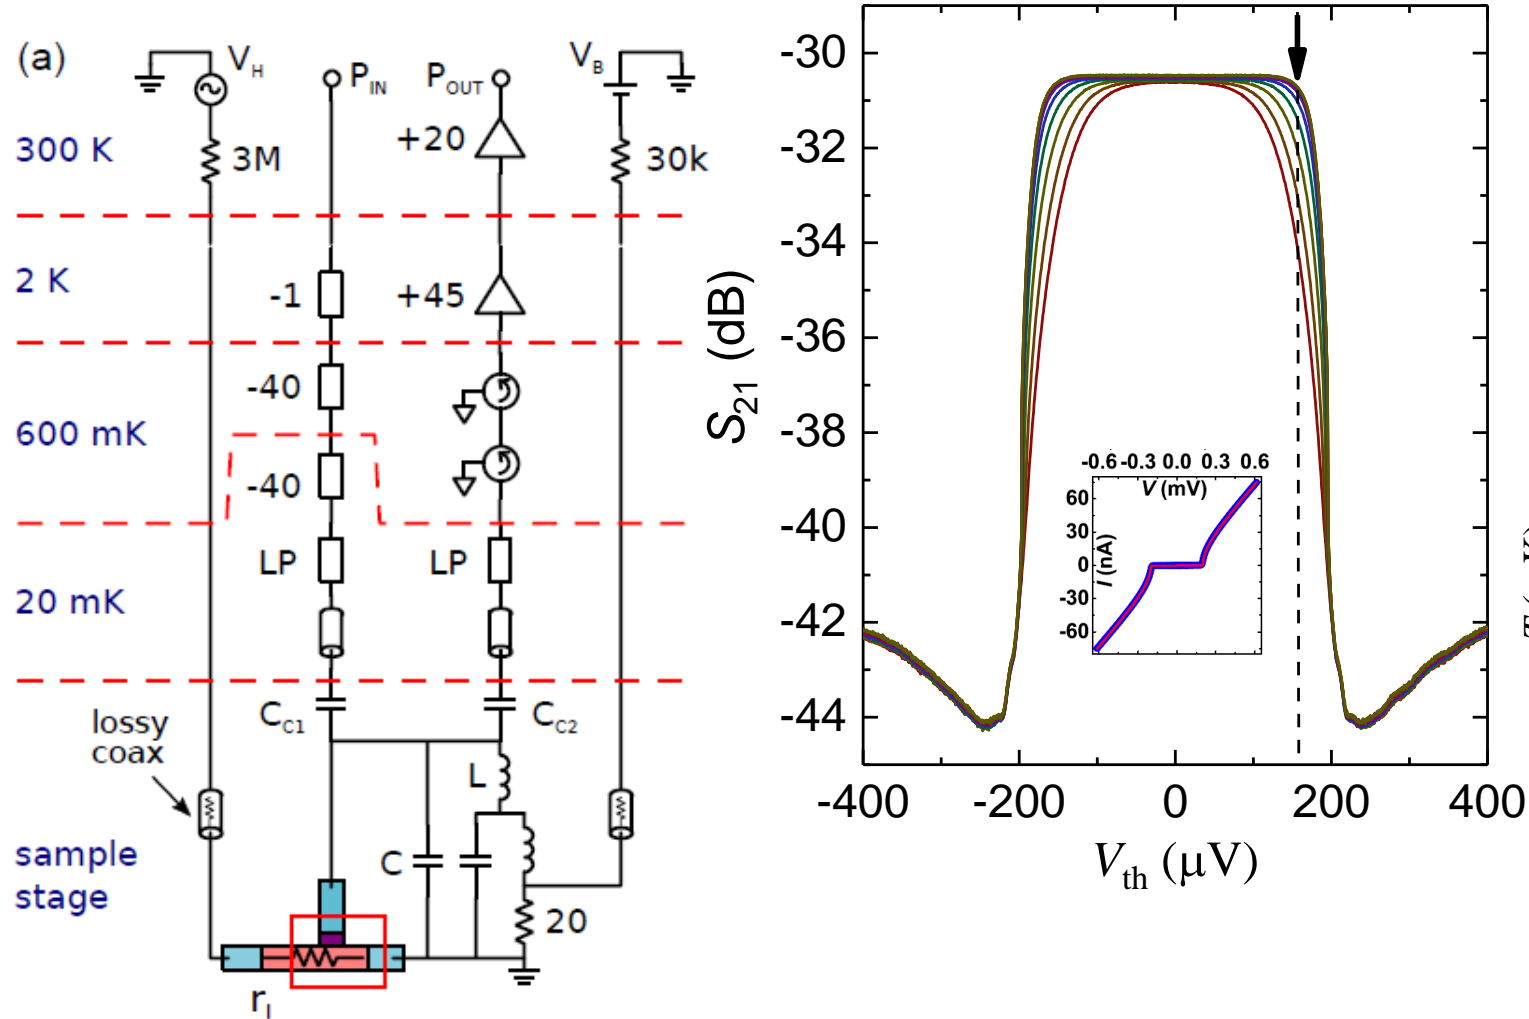 (a)
V_H
P_IN
P_OUT
V_B
300 K
3M
+20
30k
2 K
-1
+45
600 mK
-40
-40
20 mK
LP
LP
C_C1
C_C2
lossy
coax
L
C
sample
stage
20
r_I
S21 (dB)
-30
-32
-34
-36
-38
-40
-42
-44
-400
-200
0
200
400
Vth (μV)
-0.6 -0.3 0.0 0.3 0.6
V (mV)
60
30
0
-30
-60
I (nA)